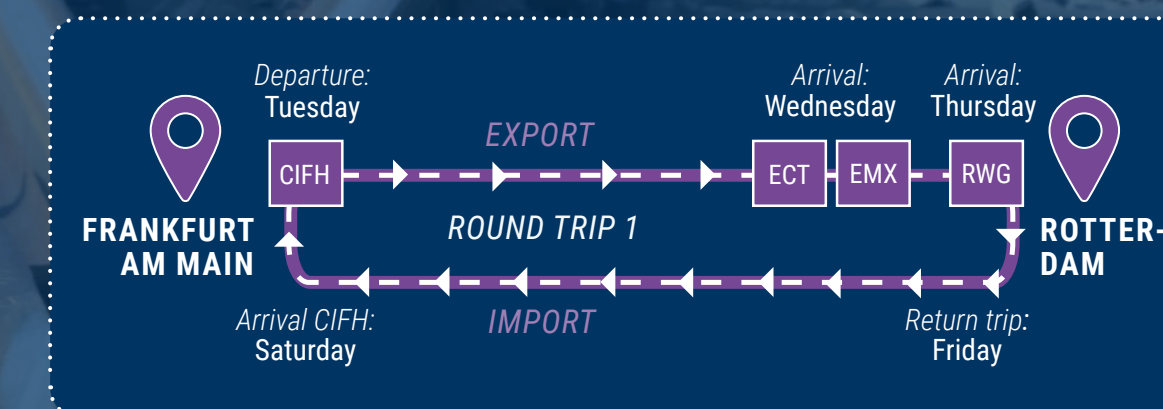 Departure:
Tuesday
Arrival:
Wednesday
Arrival:
Thursday
EXPORT
CIFH
ECT
EMX
RWG
FRANKFURT
AM MAIN
ROUND TRIP 1
ROTTER-
DAM
Arrival CIFH:
Saturday
IMPORT
Return trip:
Friday